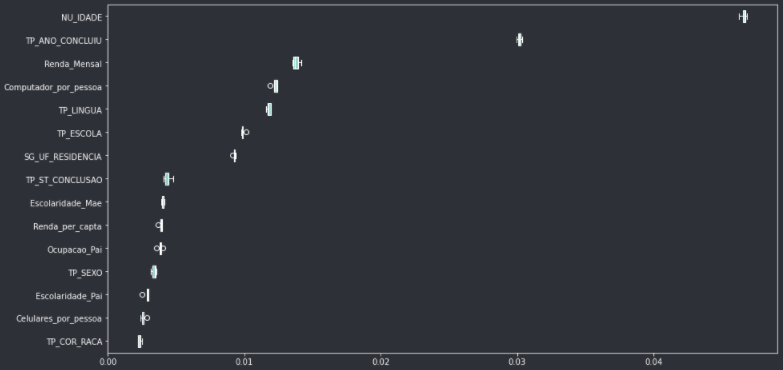 NU_IDADE
TP_ANO_CONCLUIU
Renda_Mensal
Computador_por_pessoa
TP_LINGUA
TP_ESCOLA
SG_UF_RESIDENCIA
TP_ST_CONCLUSAO
Escolaridade_Mae
Renda_per_capta
Ocupacao_Pai
TP_SEXO
Escolaridade_Pai
Celulares_por_pessoa
TP_COR_RACA
0.00 0.01 0.02 0.03 0.04